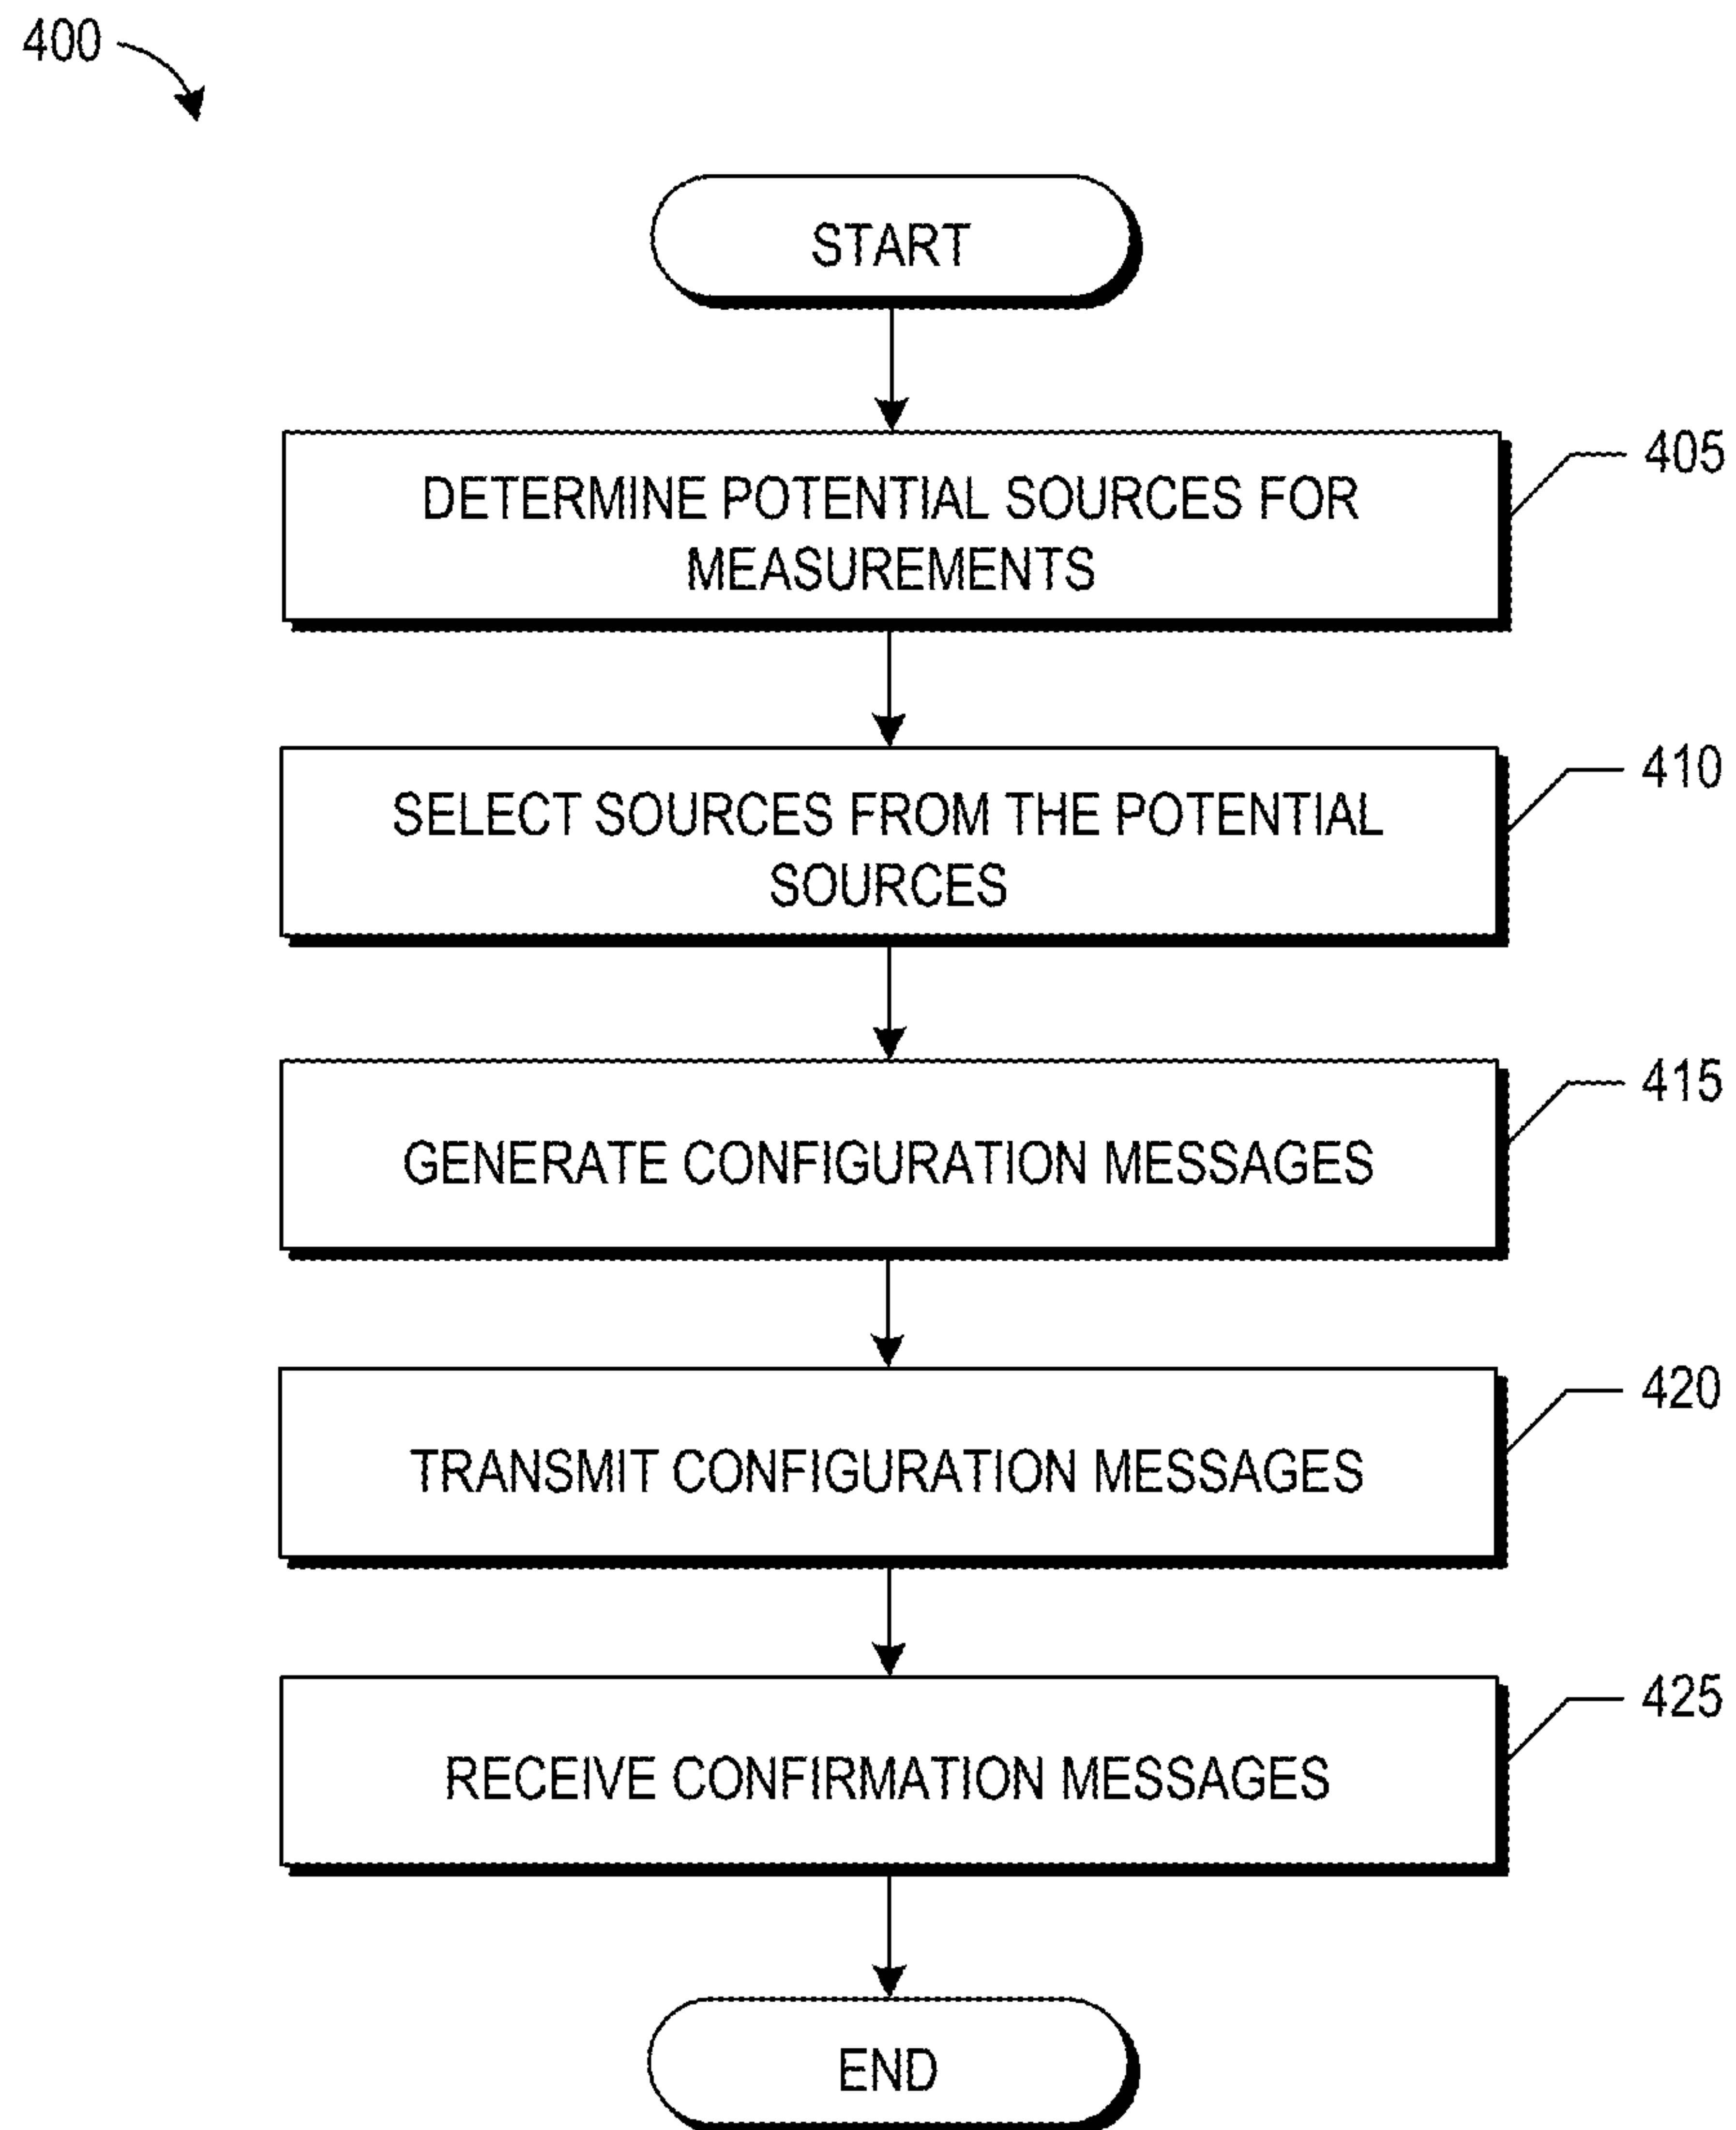 400
START
DETERMINE POTENTIAL SOURCES FOR
MEASUREMENTS
405
SELECT SOURCES FROM THE POTENTIAL
SOURCES
410
GENERATE CONFIGURATION MESSAGES
415
TRANSMIT CONFIGURATION MESSAGES
420
RECEIVE CONFIRMATION MESSAGES
425
END